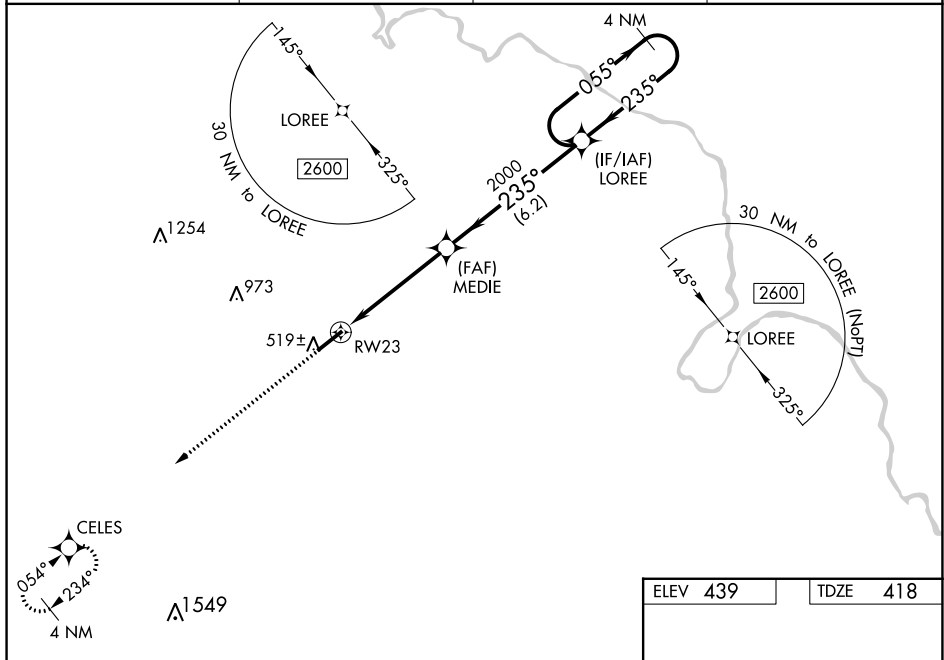 4 NM
145°
LOREE
2600
325°
30 NM to LOREE
055°
235°
(IF/IAF)
LOREE
2000
235°
(6.2)
30 NM to LOREE (NoPT)
145°
2600
LOREE
325°
1254
973
(FAF)
MEDIE
519±
RW23
CELES
054°
234°
4 NM
1549
ELEV 439
TDZE 418